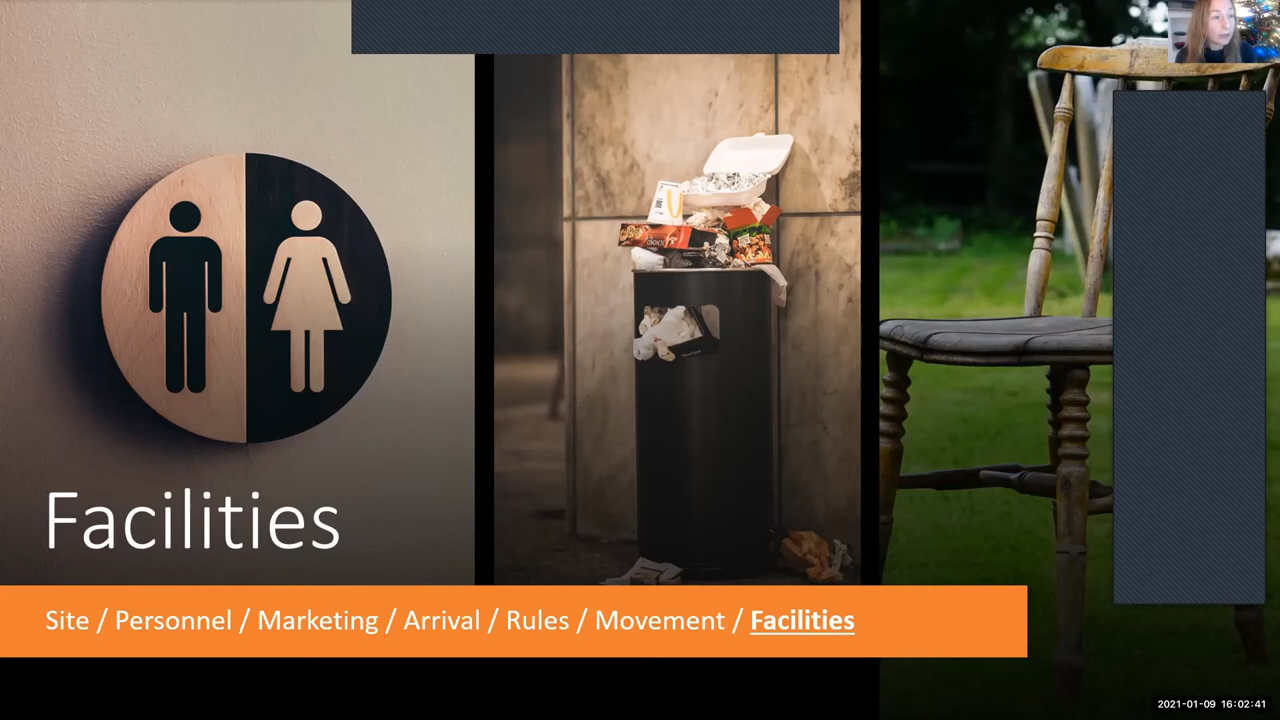 Facilities
Site / Personnel / Marketing / Arrival / Rules / Movement / Facilities
2021-01-09 16:02:41